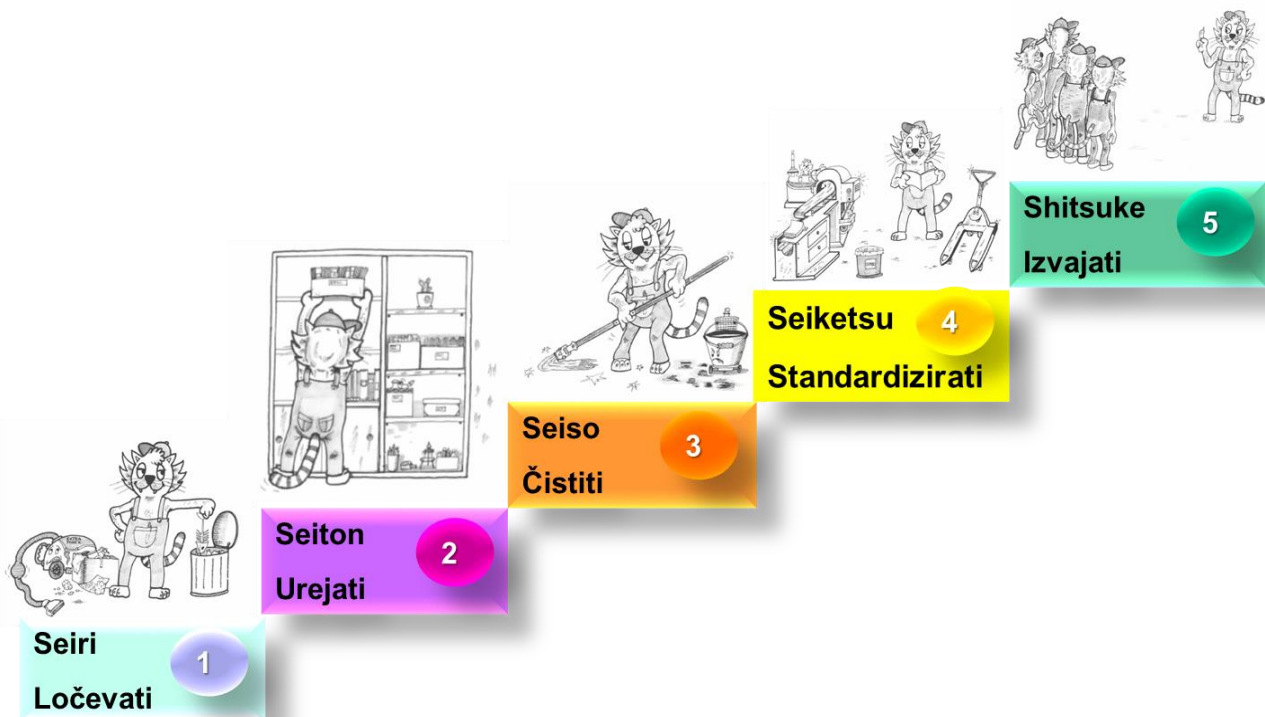 Seiri
1
Ločevati
Seiton
2
Urejati
Seiso
3
Čistiti
Seiketsu
4
Standardizirati
Shitsuke
5
Izvajati